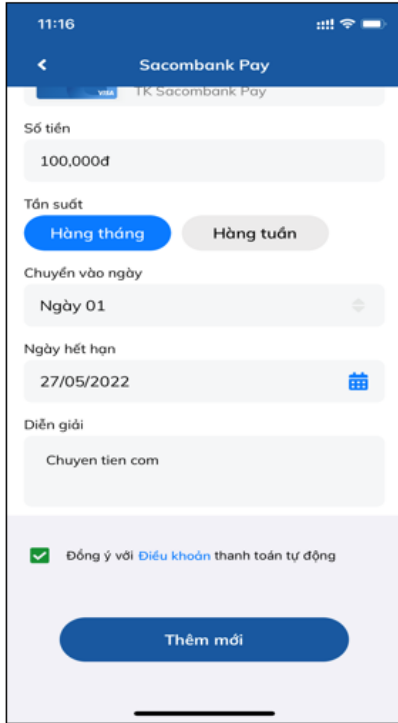 11:16
Sacombank Pay
VISA TK Sacombank Pay
Số tiền
100,000đ
Tần suất
Hàng tháng Hàng tuần
Chuyển vào ngày
Ngày 01
Ngày hết hạn
27/05/2022
Diễn giải
Chuyen tien com
Đồng ý với Điều khoản thanh toán tự động
Thêm mới